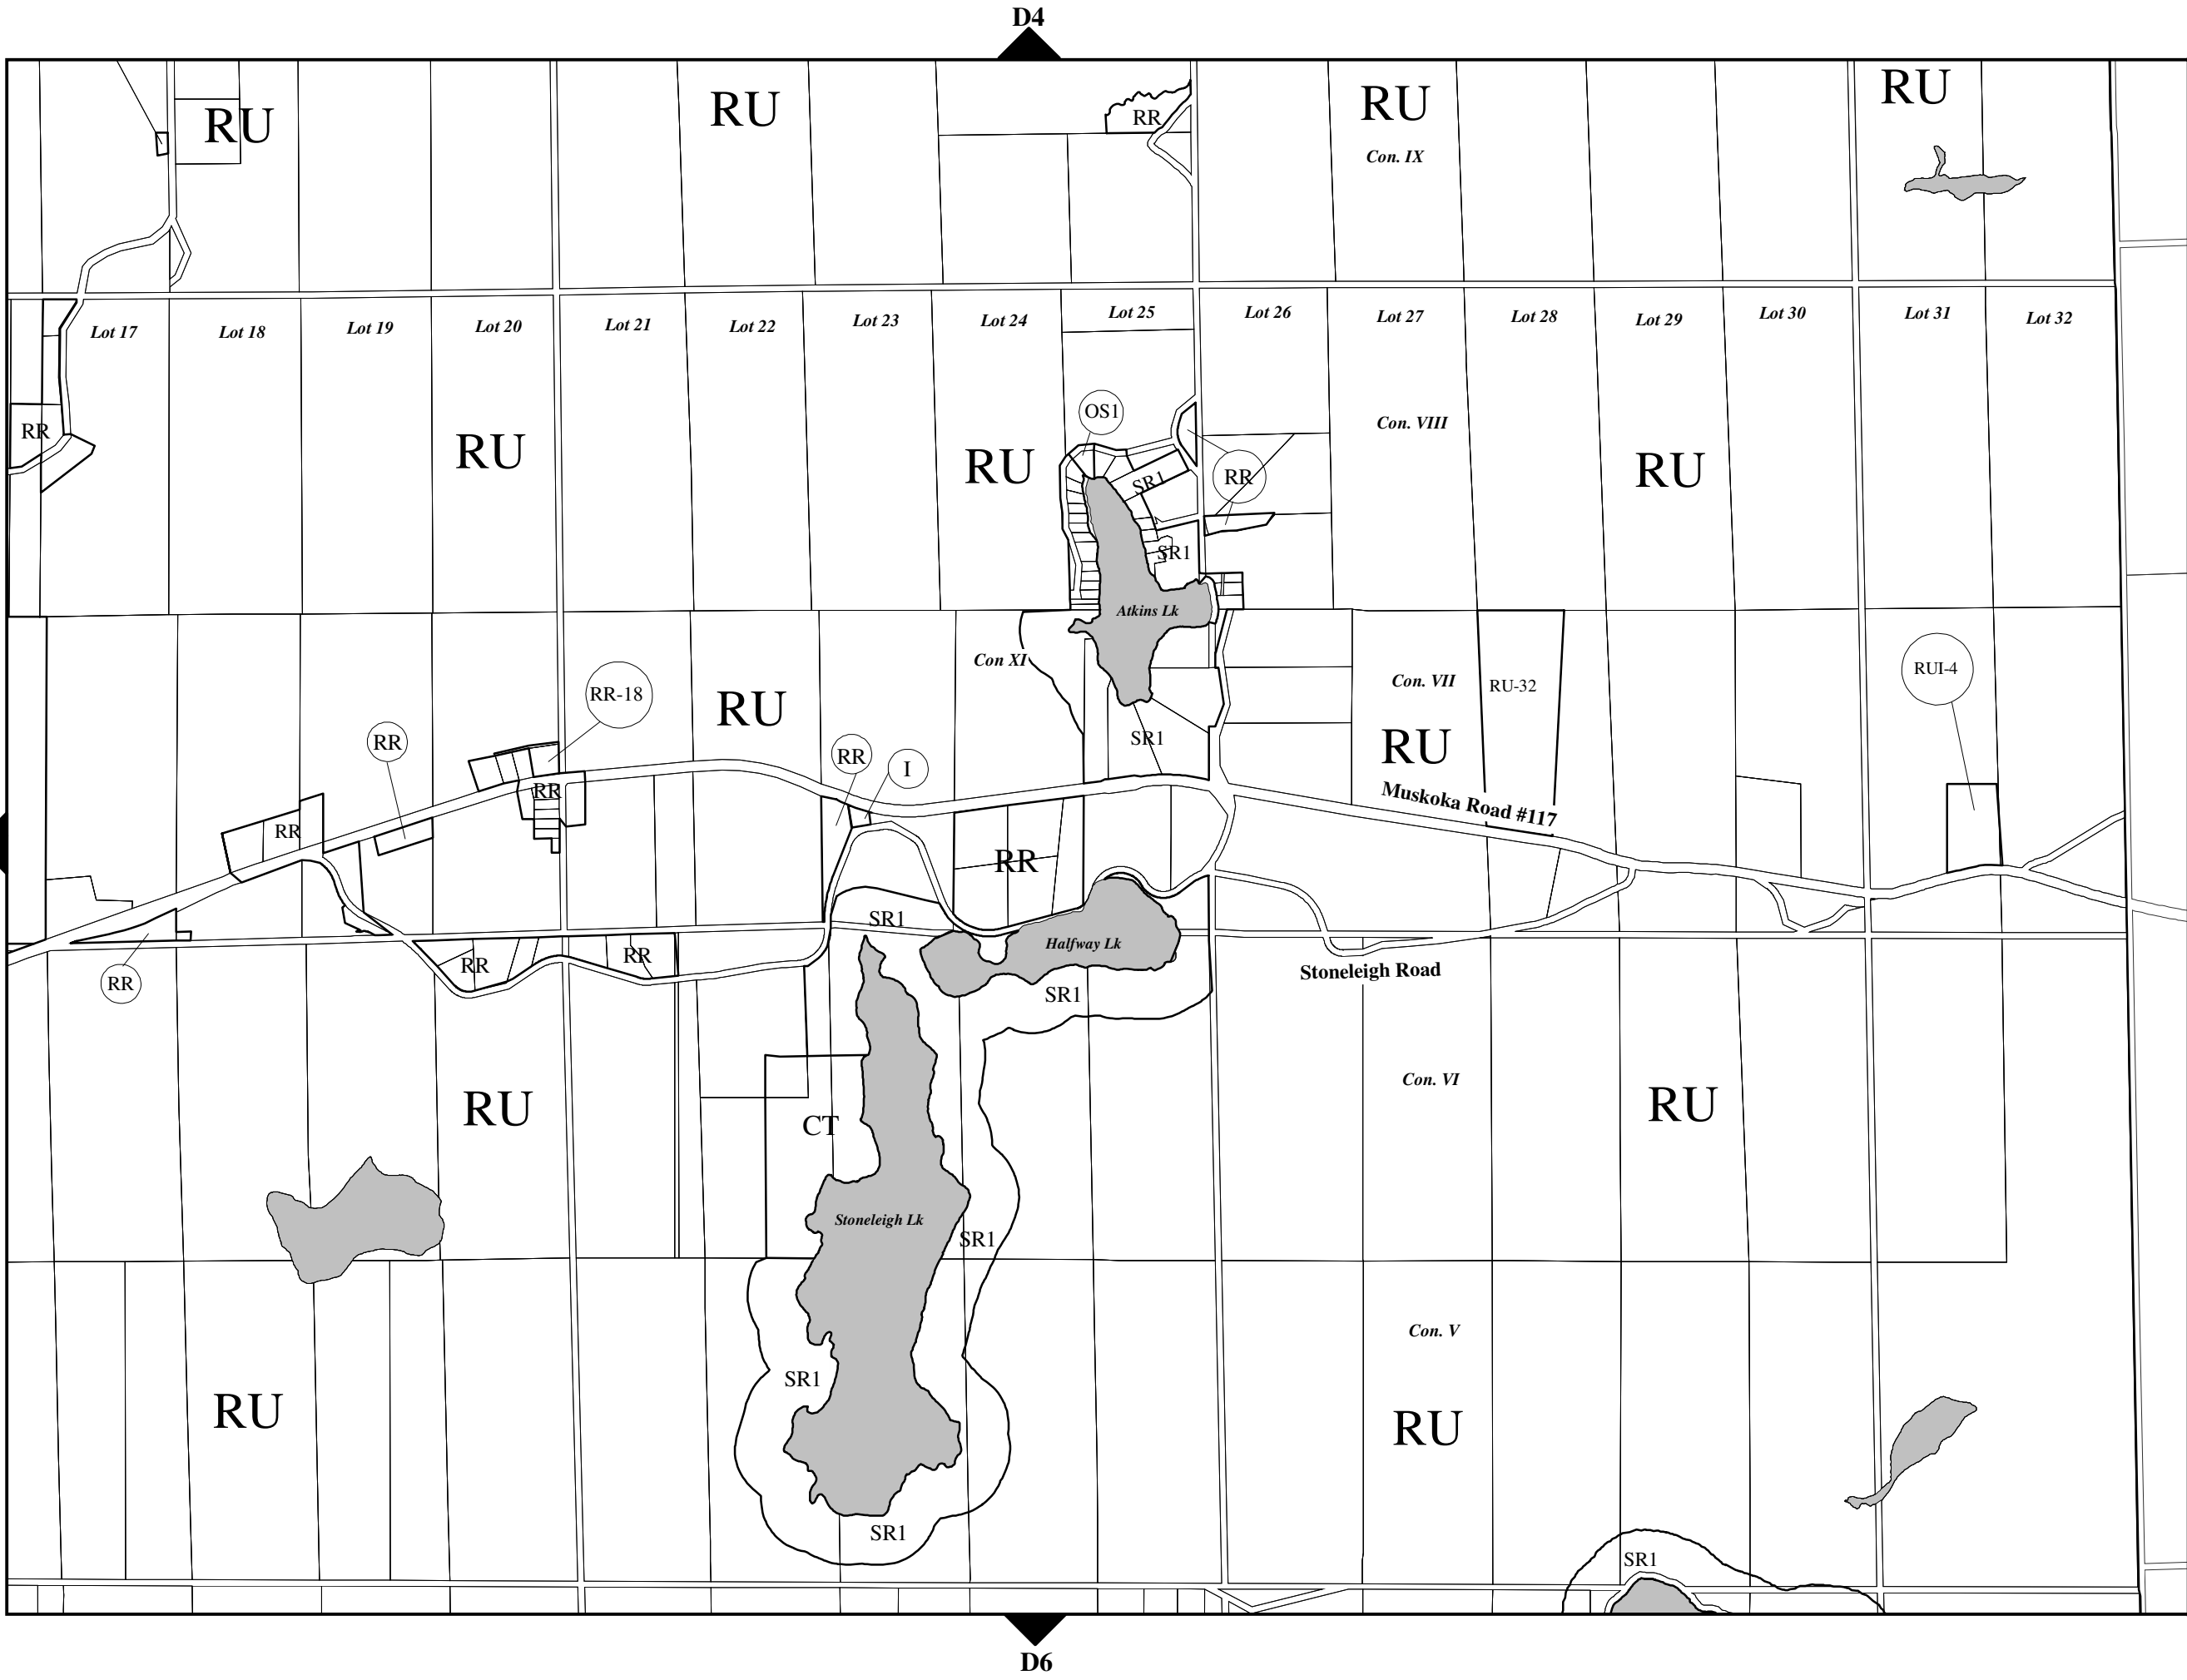 D4
RU
RU
RR
RU
Con. IX
RU
Lot 17
Lot 18
Lot 19
Lot 20
Lot 21
Lot 22
Lot 23
Lot 24
Lot 25
Lot 26
Lot 27
Lot 28
Lot 29
Lot 30
Lot 31
Lot 32
RR
RU
RU
OS1
SR1
RR
SR1
Con. VIII
RU
Atkins Lk
Con XI
RR-18
RU
RR
RR
I
SR1
Con. VII
RU-32
RU
RUI-4
RR
RR
Muskoka Road #117
RR
SR1
RR
RR
RR
Halfway Lk
SR1
Stoneleigh Road
RU
CT
Con. VI
RU
Stoneleigh Lk
SR1
Con. V
SR1
RU
RU
SR1
SR1
D6